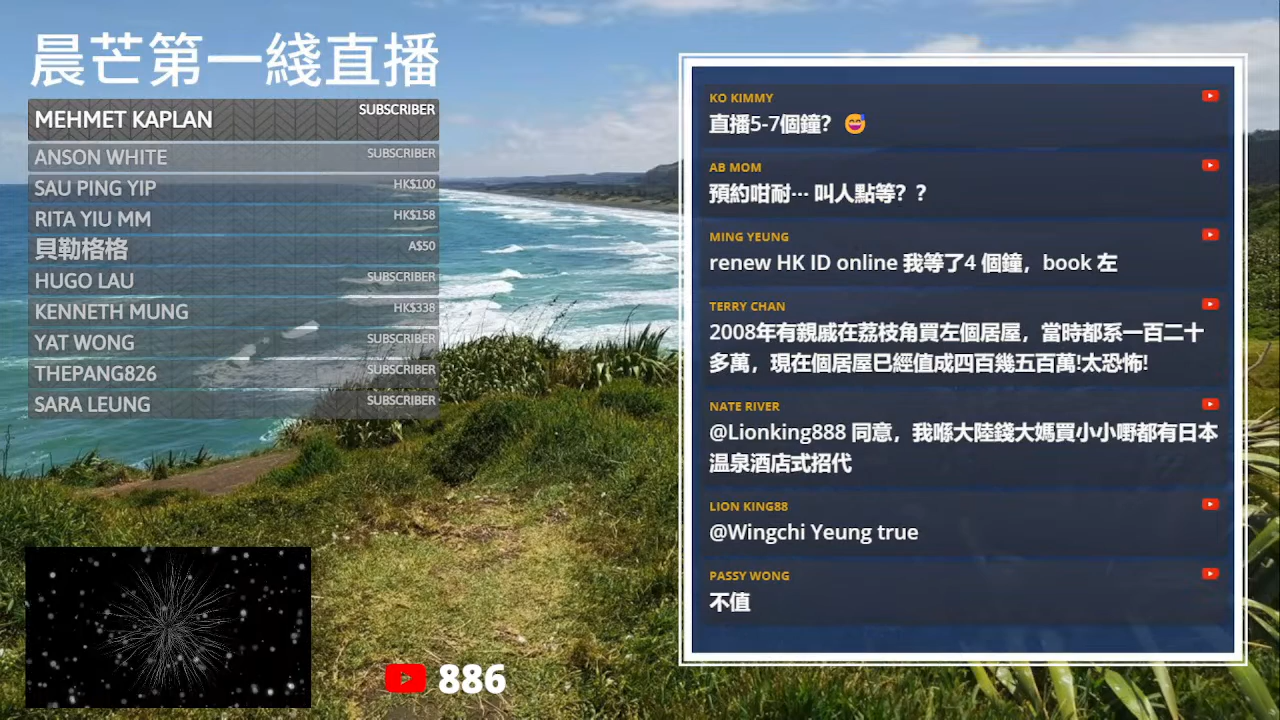 晨芒第一綫直播
MEHMET KAPLAN SUBSCRIBER
ANSON WHITE SUBSCRIBER
SAU PING YIP HK$100
RITA YIU MM HK$158
貝勒格格 A$50
HUGO LAU SUBSCRIBER
KENNETH MUNG HK$338
YAT WONG SUBSCRIBER
THEPANG826 SUBSCRIBER
SARA LEUNG SUBSCRIBER
886
KO KIMMY
直播5-7個鐘？😅
AB MOM
預約咁耐… 叫人點等？？
MING YEUNG
renew HK ID online 我等了4 個鐘，book 左
TERRY CHAN
2008年有親戚在荔枝角買左個居屋，當時都系一百二十
多萬，現在個居屋巳經值成四百幾五百萬!太恐怖!
NATE RIVER
@Lionking888 同意，我喺大陸錢大媽買小小嘢都有日本
温泉酒店式招代
LION KING88
@Wingchi Yeung true
PASSY WONG
不值